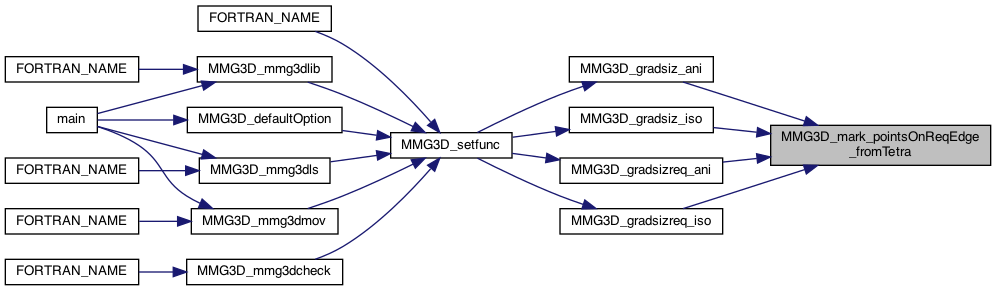 FORTRAN_NAME
FORTRAN_NAME
MMG3D_mmg3dlib
MMG3D_gradsiz_ani
main
MMG3D_defaultOption
MMG3D_gradsiz_iso
MMG3D_setfunc
MMG3D_mark_pointsOnReqEdge
_fromTetra
FORTRAN_NAME
MMG3D_mmg3dls
MMG3D_gradsizreq_ani
FORTRAN_NAME
MMG3D_mmg3dmov
MMG3D_gradsizreq_iso
FORTRAN_NAME
MMG3D_mmg3dcheck